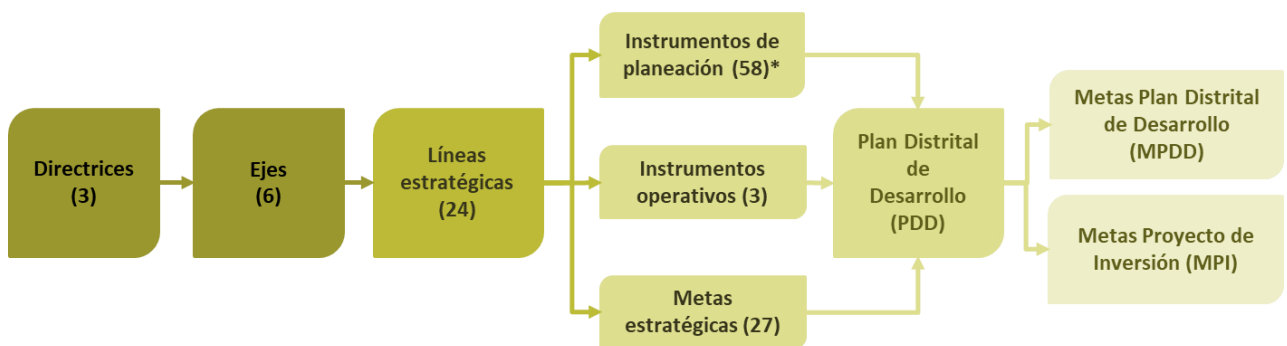 Directrices
(3)
Ejes
(6)
Líneas
estratégicas
(24)
Instrumentos de
planeación (58)*
Instrumentos
operativos (3)
Metas
estratégicas (27)
Plan Distrital
de
Desarrollo
(PDD)
Metas Plan Distrital
de Desarrollo
(MPDD)
Metas Proyecto de
Inversión (MPI)